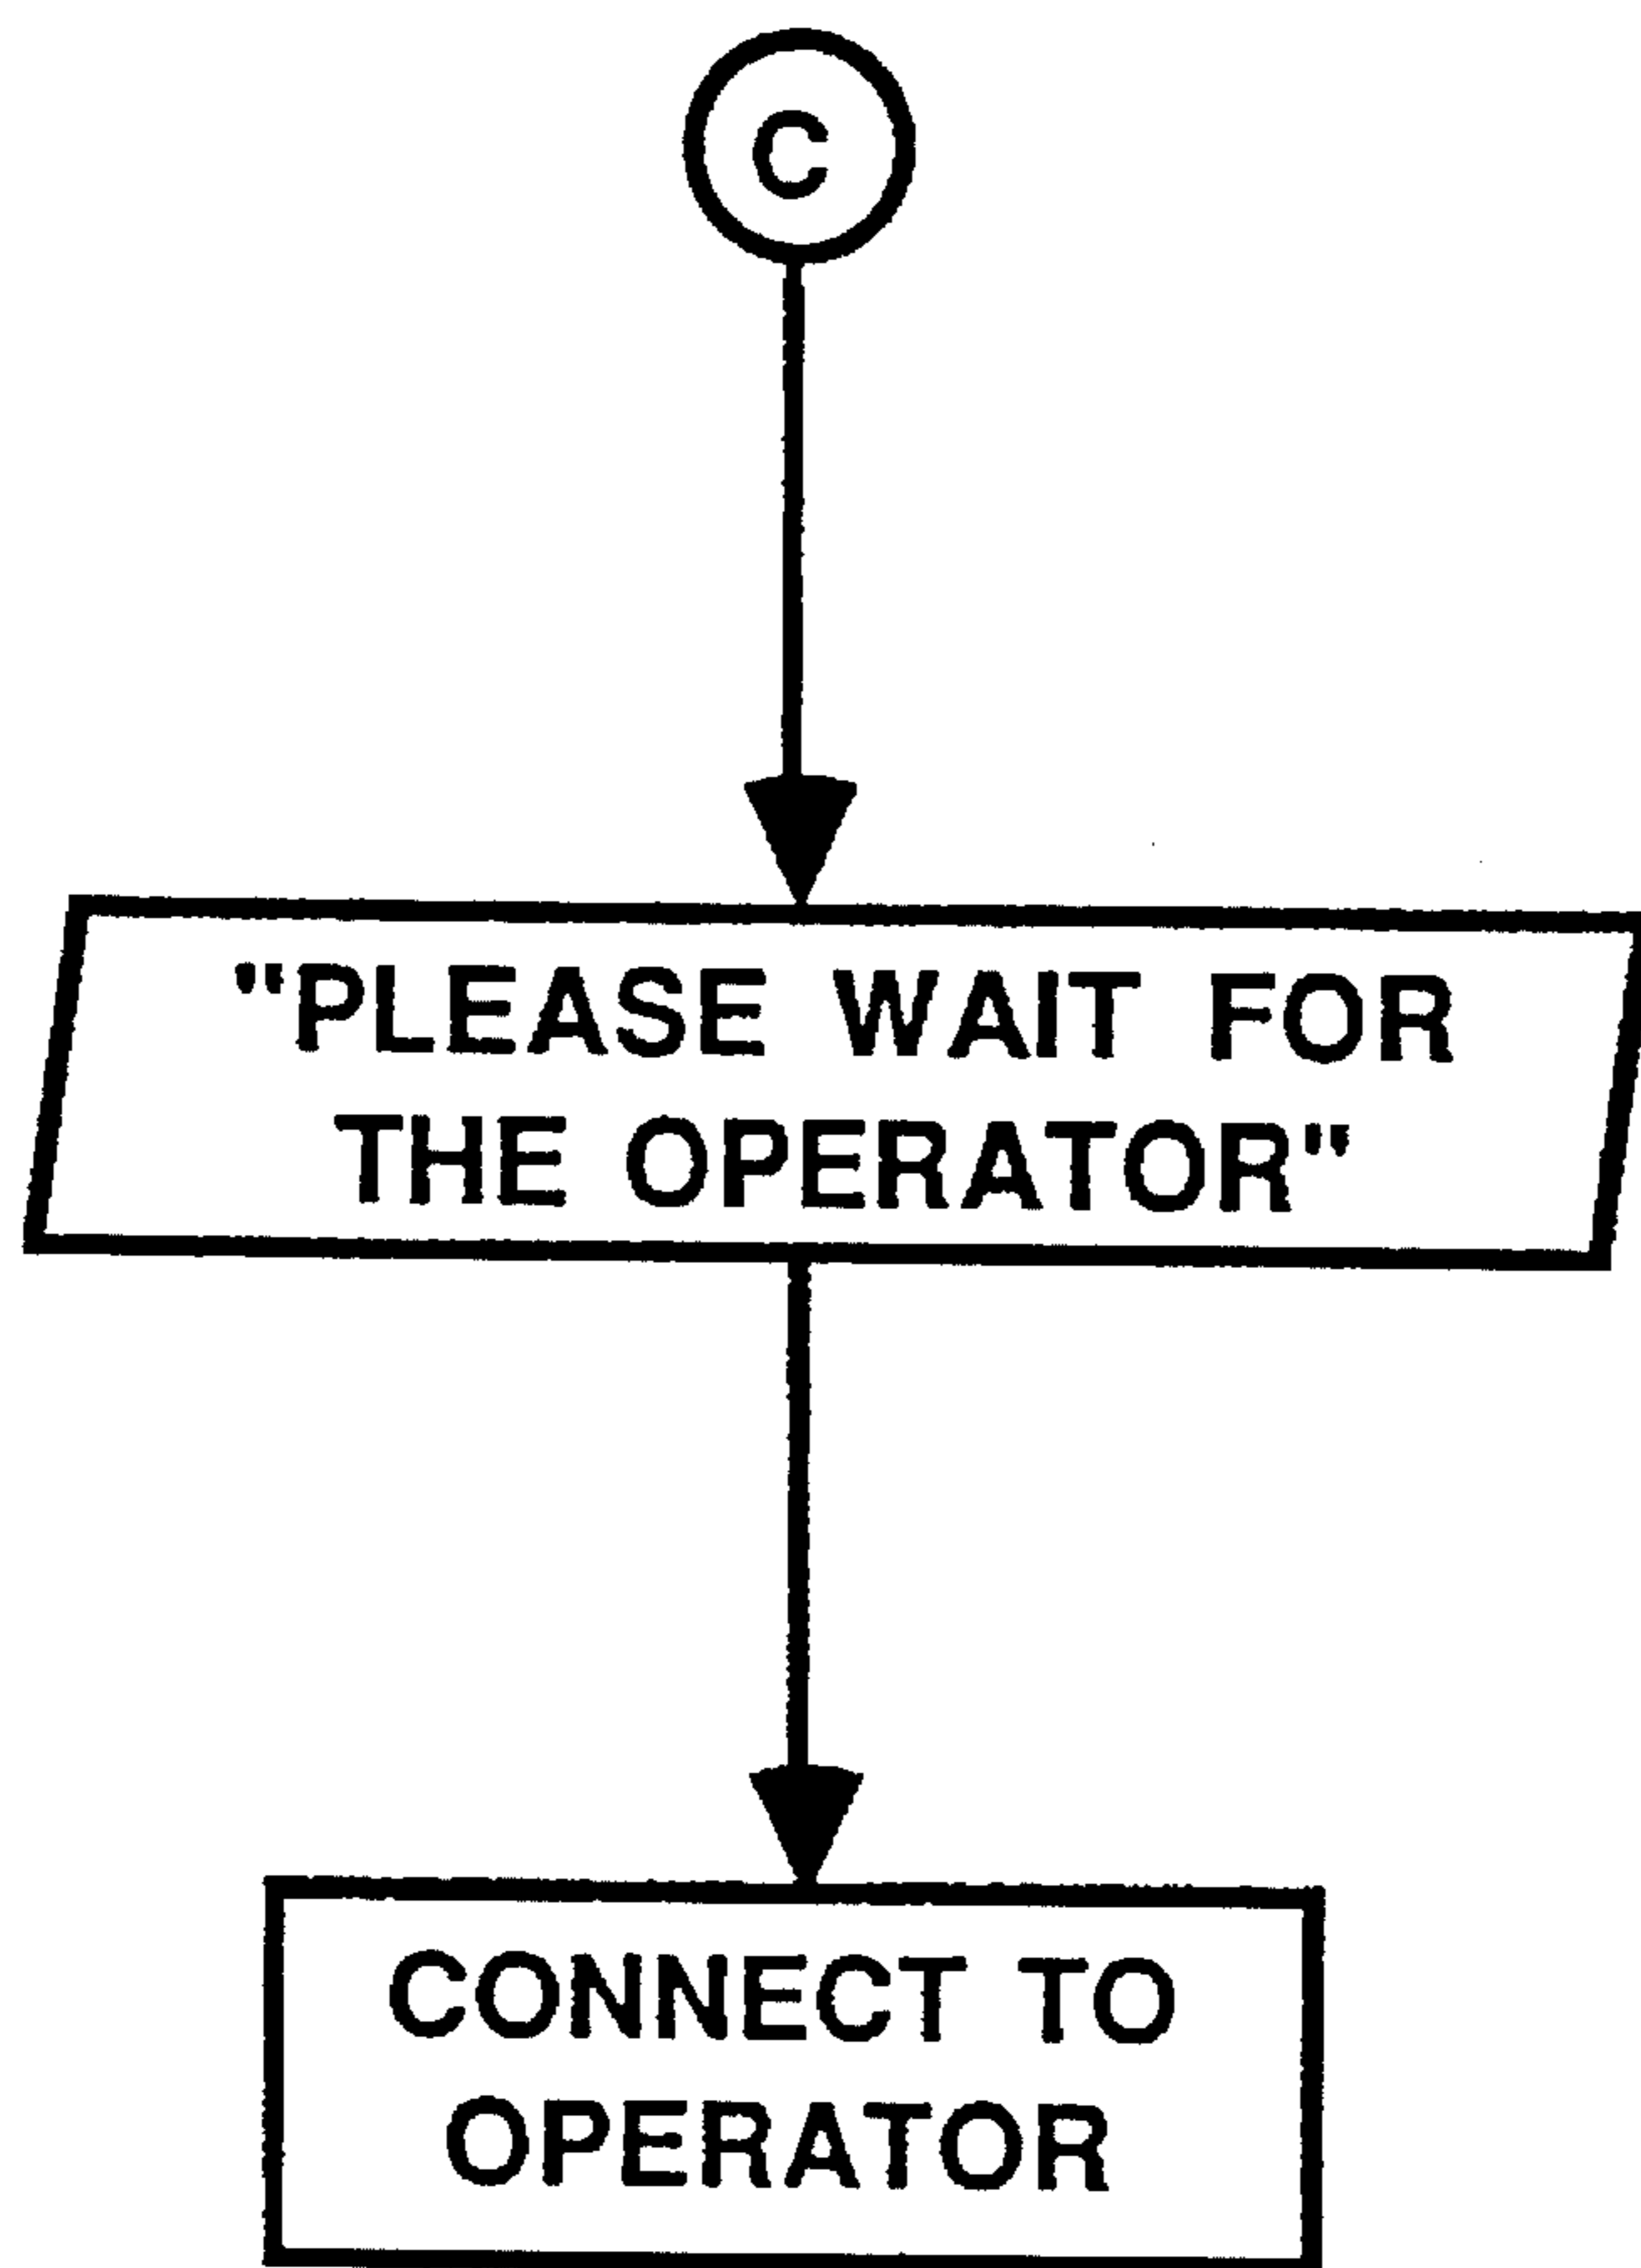 C
"PLEASE WAIT FOR
THE OPERATOR"
CONNECT TO
OPERATOR